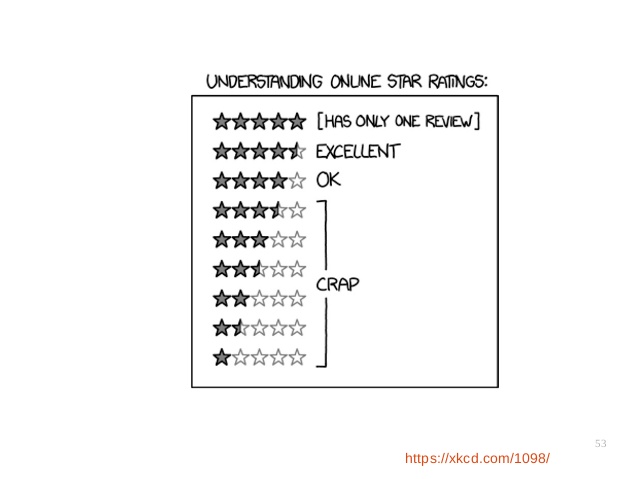 UNDERSTANDING ONLINE STAR RATINGS:
[HAS ONLY ONE REVIEW]
EXCELLENT
OK
CRAP
53
https://xkcd.com/1098/